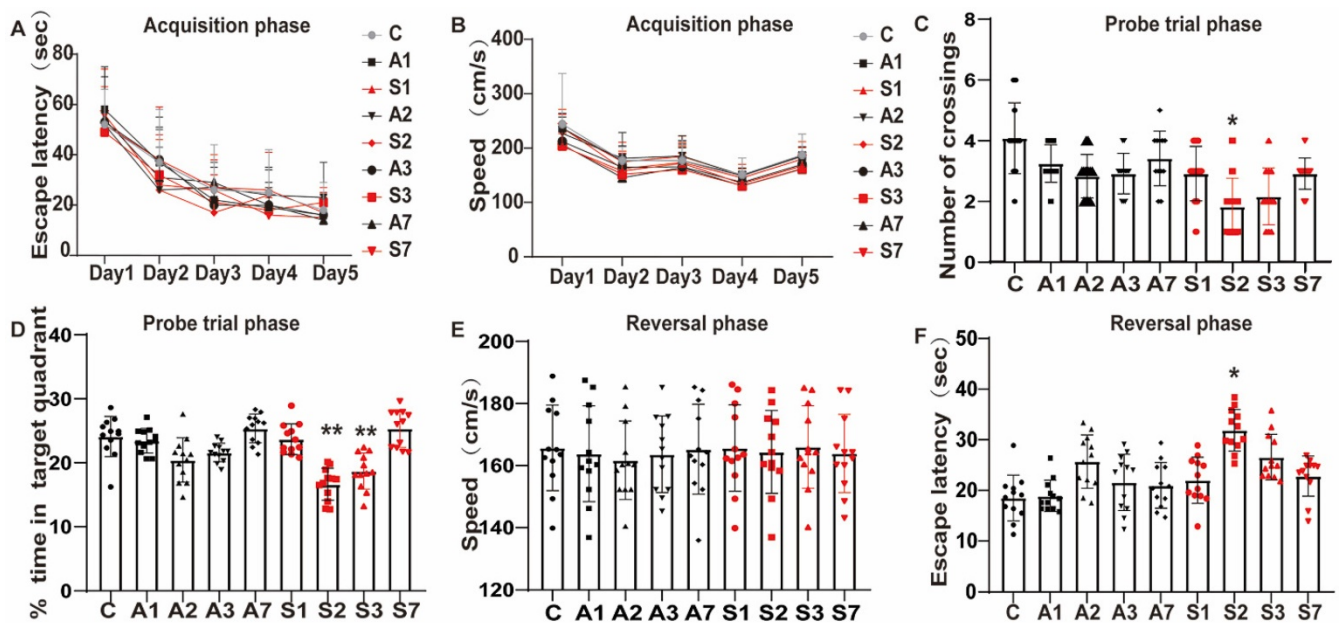 A
Acquisition phase
Escape latency（sec）
80
60
40
20
0
Day1 Day2 Day3 Day4 Day5
C
A1
S1
A2
S2
A3
S3
A7
S7
B
Acquisition phase
Speed（cm/s）
400
300
200
100
0
Day1 Day2 Day3 Day4 Day5
C
A1
S1
A2
S2
A3
S3
A7
S7
C
Probe trial phase
Number of crossings
8
6
4
2
0
*
C A1 A2 A3 A7 S1 S2 S3 S7
D
Probe trial phase
% time in target quadrant
40
30
20
10
0
** **
C A1 A2 A3 A7 S1 S2 S3 S7
E
Reversal phase
Speed（cm/s）
200
180
160
140
120
C A1 A2 A3 A7 S1 S2 S3 S7
F
Reversal phase
Escape latency（sec）
50
40
30
20
10
0
*
C A1 A2 A3 A7 S1 S2 S3 S7